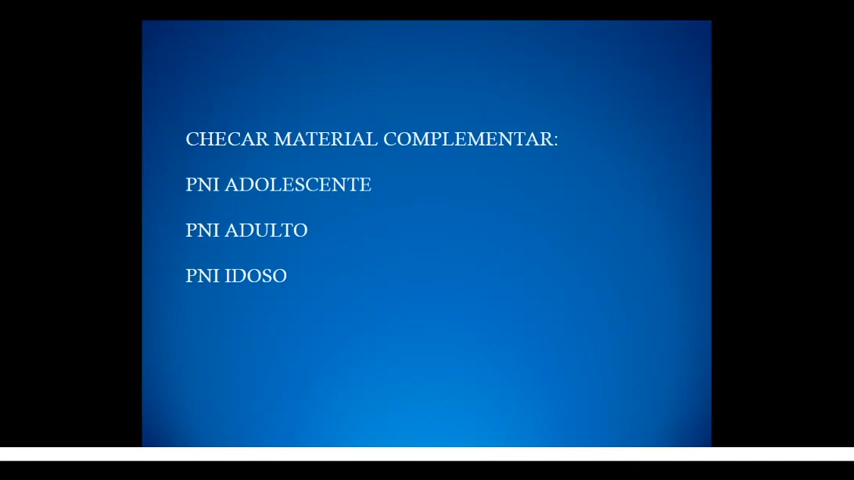 CHECAR MATERIAL COMPLEMENTAR:
PNI ADOLESCENTE
PNI ADULTO
PNI IDOSO